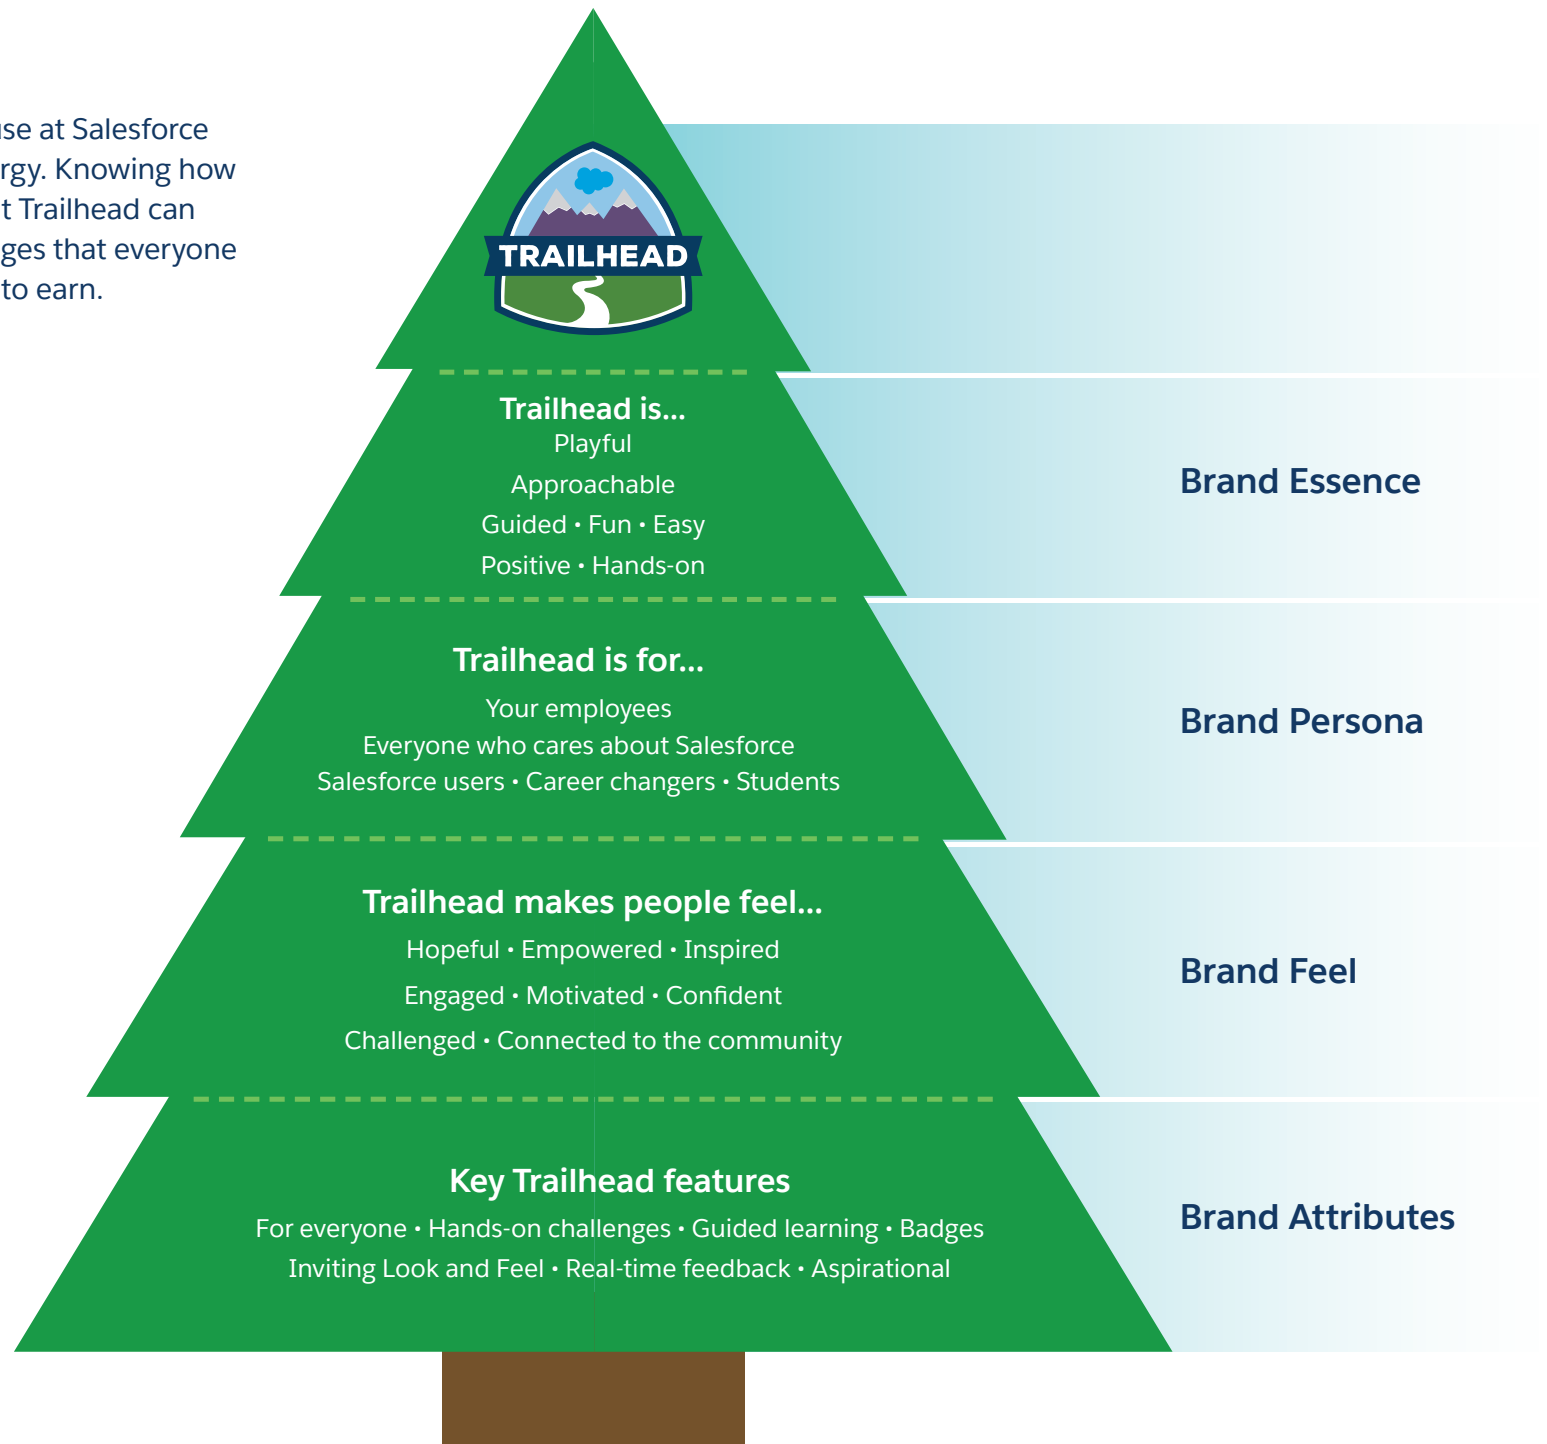 at Salesforce
Knowing how
Trailhead can
that everyone
to earn.
TRAILHEAD
Trailhead is...
Playful
Approachable
Guided • Fun • Easy
Positive • Hands-on
Brand Essence
Trailhead is for...
Your employees
Everyone who cares about Salesforce
Salesforce users • Career changers • Students
Brand Persona
Trailhead makes people feel...
Hopeful • Empowered • Inspired
Engaged • Motivated • Confident
Challenged • Connected to the community
Brand Feel
Key Trailhead features
For everyone • Hands-on challenges • Guided learning • Badges
Inviting Look and Feel • Real-time feedback • Aspirational
Brand Attributes